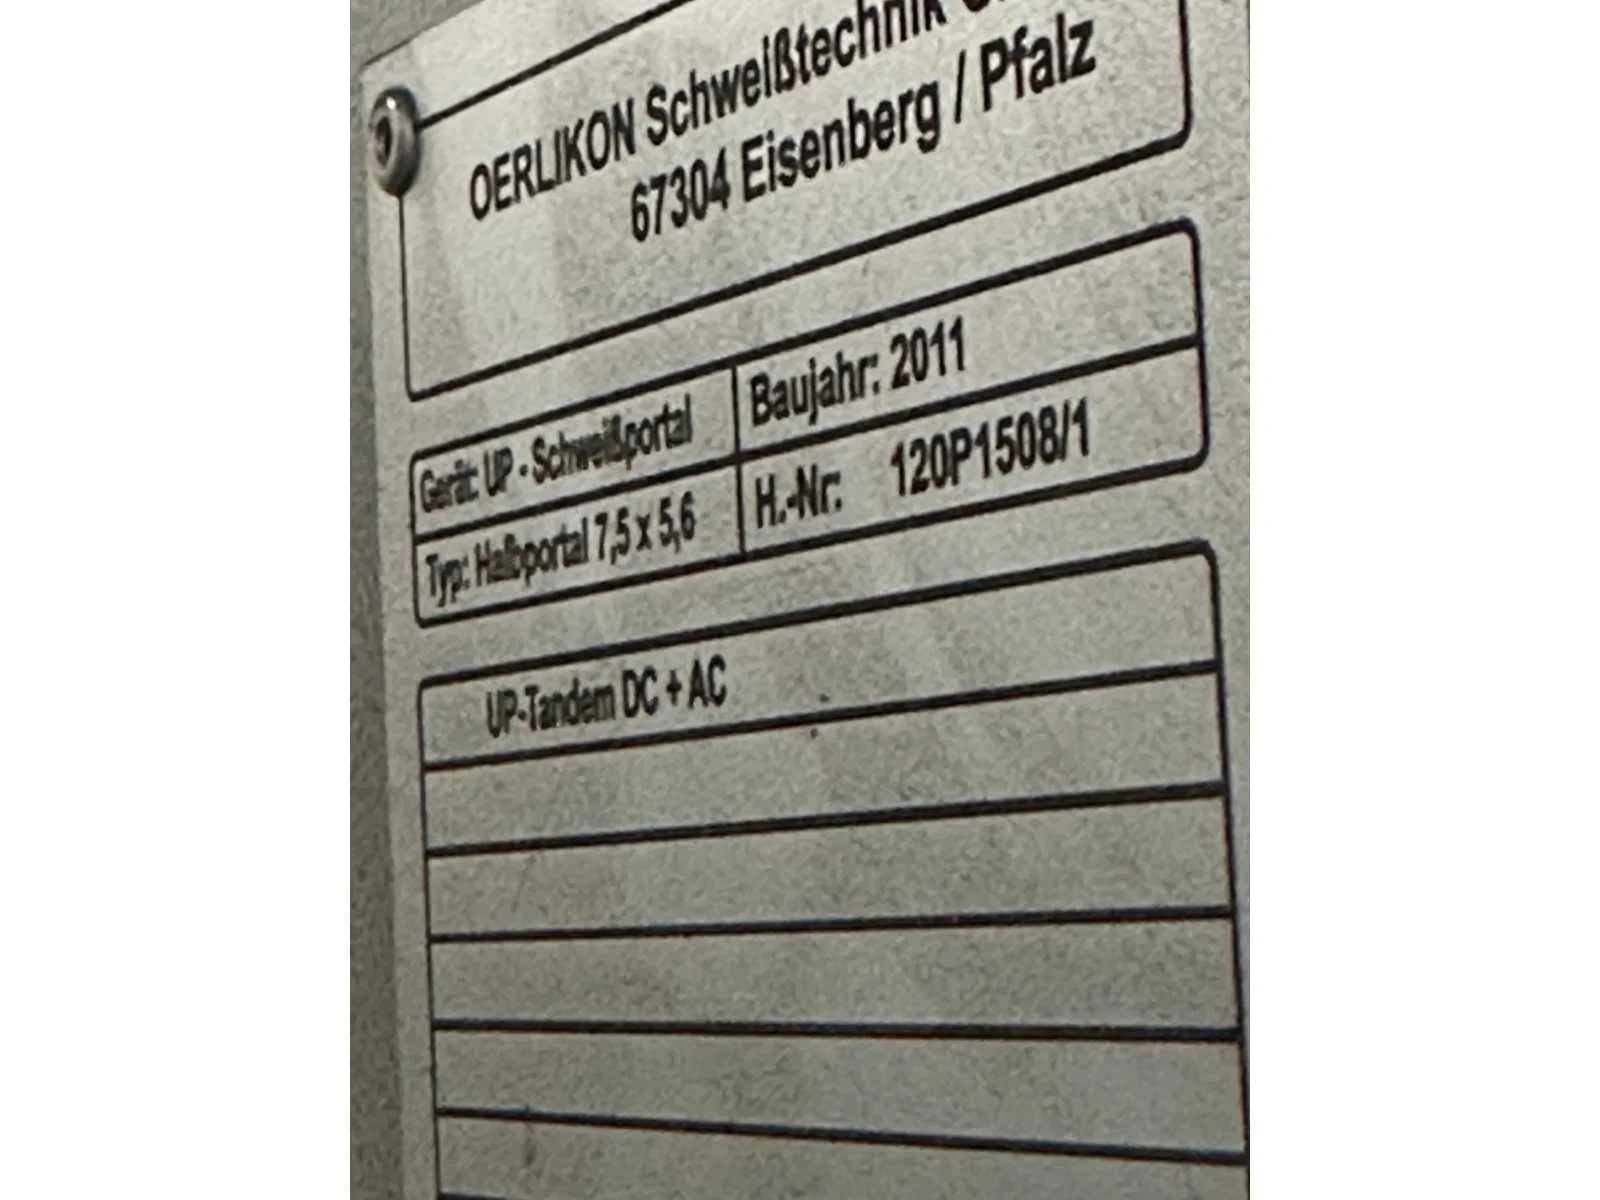 OERLIKON Schweißtechnik
67304 Eisenberg / Pfalz
Gerät: UP - Schweißportal
Baujahr: 2011
Typ: Halbportal 7,5 x 5,6
H.-Nr: 120P1508/1
UP-Tandem DC + AC